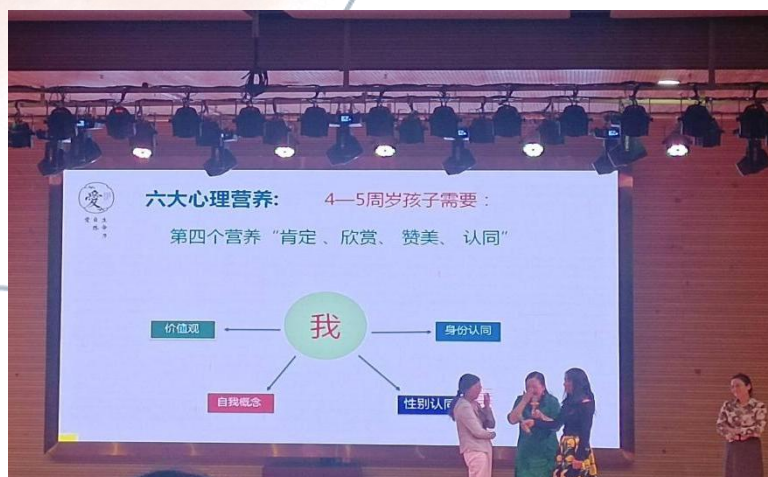 爱
六大心理营养: 4—5周岁孩子需要：
第四个营养“肯定、欣赏、赞美、认同”
我
价值观
身份认同
自我概念
性别认同